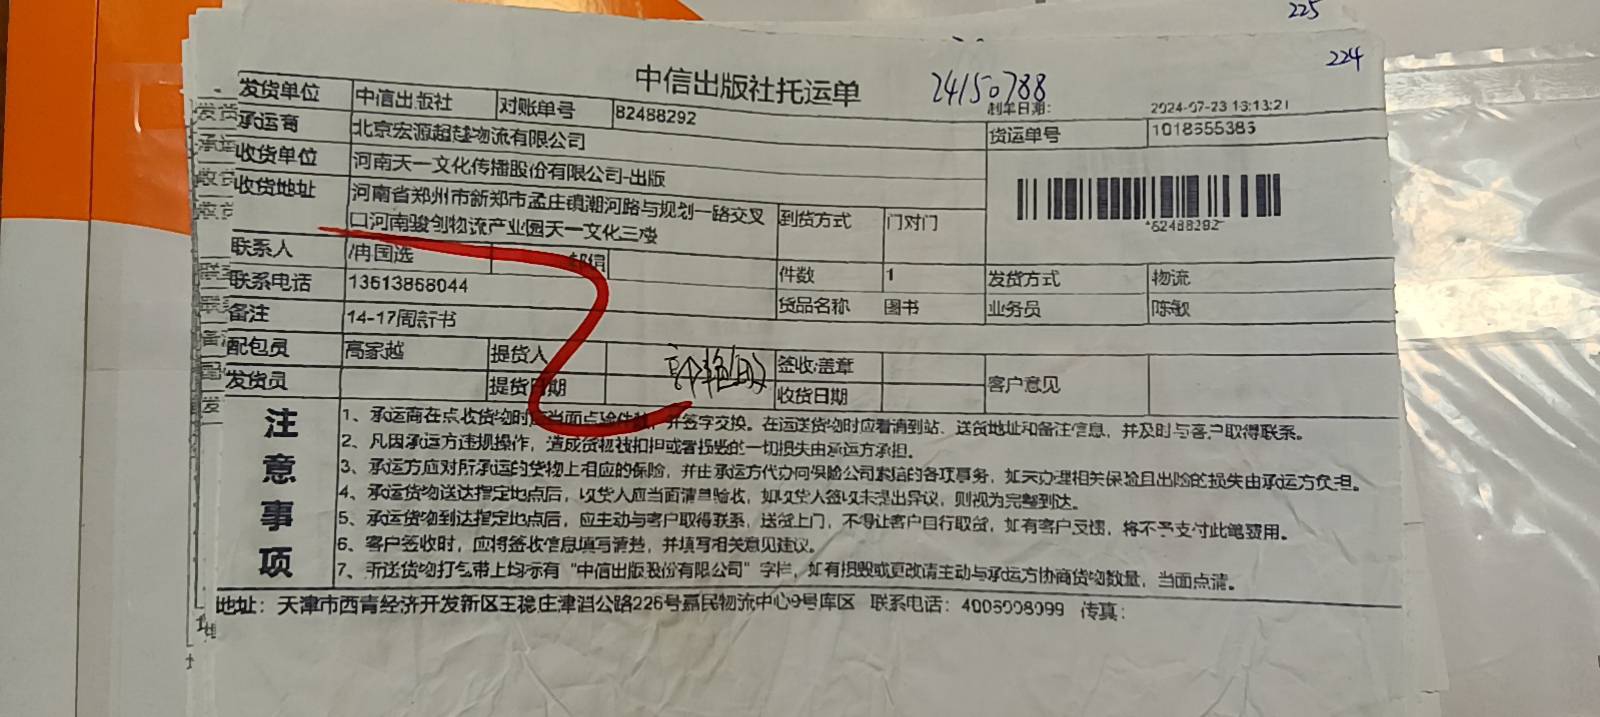 225
224
中信出版社托运单
24150788
制单日期: 2024-07-23 13:13:21
发货单位 中信出版社 对账单号 82488292
承运商 北京宏源超越物流有限公司 货运单号 1018655385
收货单位 河南天一文化传播股份有限公司-出版
收货地址 河南省郑州市新郑市孟庄镇潮河路与规划一路交叉
口河南骏创物流产业园天一文化三楼
到货方式 门对门
*82488292*
联系人 /冉国选 邮信
件数 1 发货方式 物流
联系电话 13613868044
货品名称 图书 业务员 陈敏
备注 14-17周新书
配包员 高家越 提货人 签收/盖章
发货员 提货日期 收货日期 客户意见
注意事项
1、承运商在点收货物时应当面点验件数，并签字交换。在运送货物时应看清到站、送货地址和备注信息，并及时与客户取得联系。
2、凡因承运方违规操作，造成货物被扣押或者损毁的一切损失由承运方承担。
3、承运方应对所承运的货物上相应的保险，并由承运方代办向保险公司索赔的各项事务，如未办理相关保险且出险的损失由承运方负担。
4、承运货物送达指定地点后，收货人应当面清点验收，如收货人签收未提出异议，则视为完整到达。
5、承运货物到达指定地点后，应主动与客户取得联系，送货上门，不得让客户自行取货，如有客户反馈，将不予支付此笔费用。
6、客户签收时，应将签收信息填写清楚，并填写相关意见建议。
7、所送货物打包带上均标有“中信出版股份有限公司”字样，如有损毁或更改请主动与承运方协商货物数量，当面点清。
地址：天津市西青经济开发新区王稳庄津淄公路226号嘉民物流中心9号库区 联系电话：4006008099 传真：